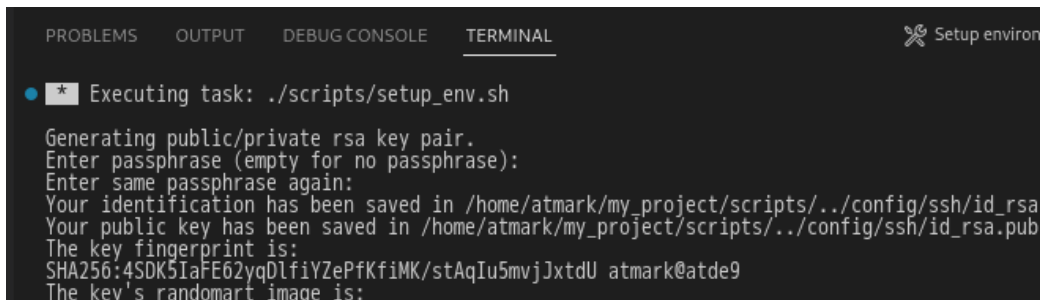 PROBLEMS OUTPUT DEBUG CONSOLE TERMINAL Setup environ
* Executing task: ./scripts/setup_env.sh
Generating public/private rsa key pair.
Enter passphrase (empty for no passphrase):
Enter same passphrase again:
Your identification has been saved in /home/atmark/my_project/scripts/../config/ssh/id_rsa
Your public key has been saved in /home/atmark/my_project/scripts/../config/ssh/id_rsa.pub
The key fingerprint is:
SHA256:4SDK5IaFE62yqDlfiYZePfKfiMK/stAqIu5mvjJxtdU atmark@atde9
The key's randomart image is: